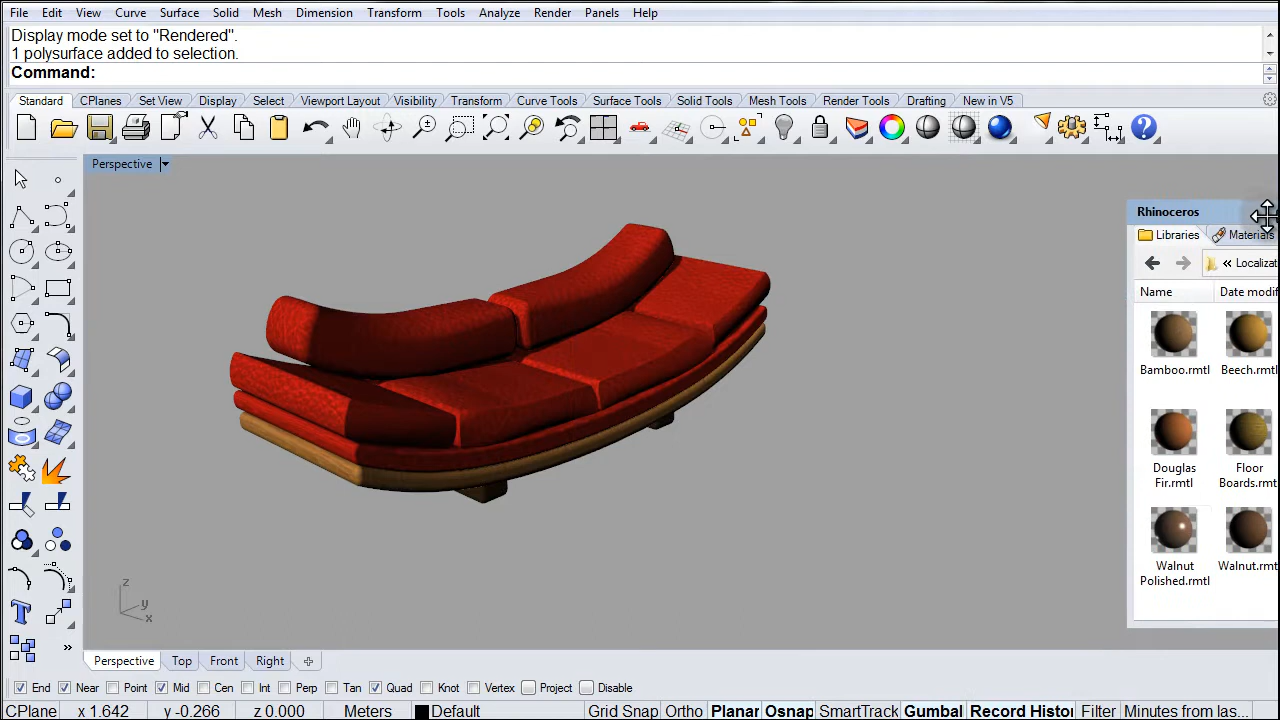 File Edit View Curve Surface Solid Mesh Dimension Transform Tools Analyze Render Panels Help
Display mode set to "Rendered".
1 polysurface added to selection.
Command:
Standard CPlanes Set View Display Select Viewport Layout Visibility Transform Curve Tools Surface Tools Solid Tools Mesh Tools Render Tools Drafting New in V5
Perspective
Rhinoceros
Libraries Materials
« Localizat
Name Date modif
Bamboo.rmtl Beech.rmtl
Douglas Fir.rmtl
Floor Boards.rmtl
Walnut Polished.rmtl
Walnut.rmt
z
y
x
Perspective Top Front Right
End Near Point Mid Cen Int Perp Tan Quad Knot Vertex Project Disable
CPlane x 1.642 y -0.266 z 0.000 Meters Default Grid Snap Ortho Planar Osnap SmartTrack Gumbal Record Histo Filter Minutes from las...